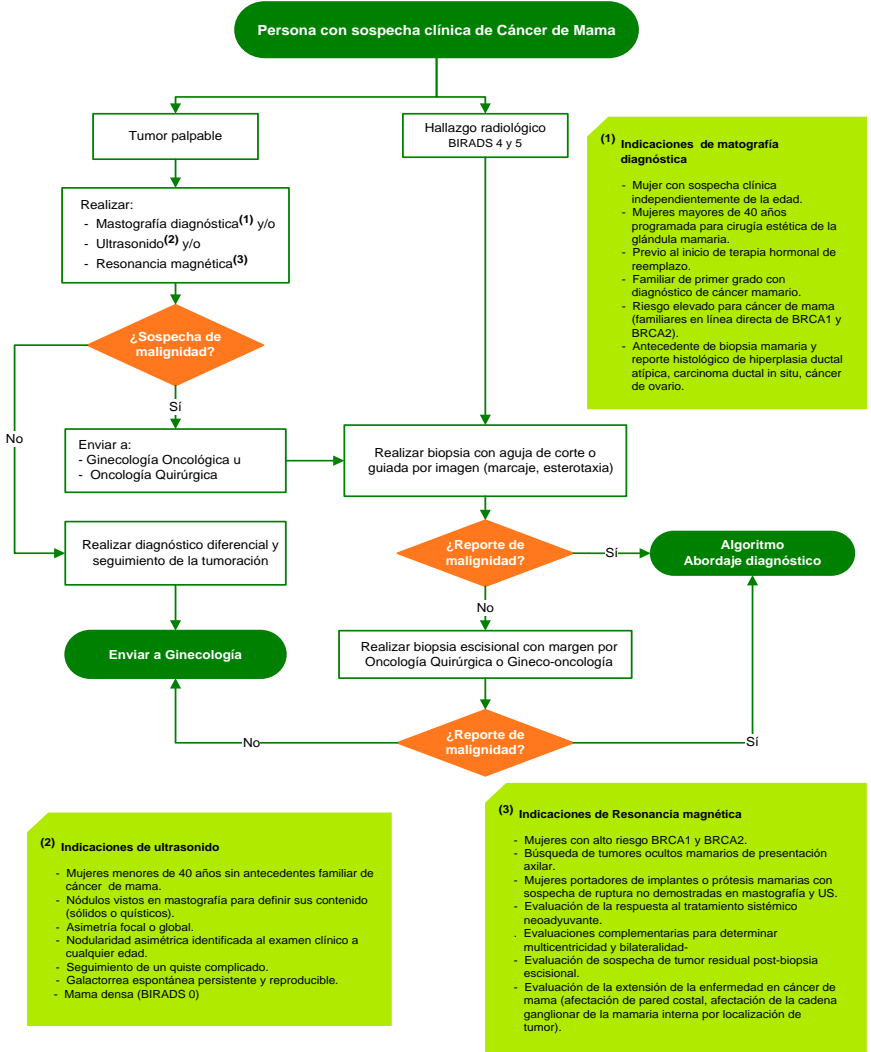 Persona con sospecha clínica de Cáncer de Mama
Tumor palpable
Hallazgo radiológico
BIRADS 4 y 5
Realizar:
- Mastografía diagnóstica(1) y/o
- Ultrasonido(2) y/o
- Resonancia magnética(3)
¿Sospecha de
malignidad?
Sí
No
Enviar a:
- Ginecología Oncológica u
- Oncología Quirúrgica
Realizar biopsia con aguja de corte o
guiada por imagen (marcaje, esterotaxia)
Realizar diagnóstico diferencial y
seguimiento de la tumoración
¿Reporte de
malignidad?
Sí
Algoritmo
Abordaje diagnóstico
No
Realizar biopsia escisional con margen por
Oncología Quirúrgica o Gineco-oncología
Enviar a Ginecología
¿Reporte de
malignidad?
No
Sí
(1) Indicaciones de matografía
diagnóstica
- Mujer con sospecha clínica
independientemente de la edad.
- Mujeres mayores de 40 años
programada para cirugía estética de la
glándula mamaria.
- Previo al inicio de terapia hormonal de
reemplazo.
- Familiar de primer grado con
diagnóstico de cáncer mamario.
- Riesgo elevado para cáncer de mama
(familiares en línea directa de BRCA1 y
BRCA2).
- Antecedente de biopsia mamaria y
reporte histológico de hiperplasia ductal
atípica, carcinoma ductal in situ, cáncer
de ovario.
(2) Indicaciones de ultrasonido
- Mujeres menores de 40 años sin antecedentes familiar de
cáncer de mama.
- Nódulos vistos en mastografía para definir sus contenido
(sólidos o quísticos).
- Asimetría focal o global.
- Nodularidad asimétrica identificada al examen clínico a
cualquier edad.
- Seguimiento de un quiste complicado.
- Galactorrea espontánea persistente y reproducible.
- Mama densa (BIRADS 0)
(3) Indicaciones de Resonancia magnética
- Mujeres con alto riesgo BRCA1 y BRCA2.
- Búsqueda de tumores ocultos mamarios de presentación
axilar.
- Mujeres portadores de implantes o prótesis mamarias con
sospecha de ruptura no demostradas en mastografía y US.
- Evaluación de la respuesta al tratamiento sistémico
neoadyuvante.
. Evaluaciones complementarias para determinar
multicentricidad y bilateralidad-
- Evaluación de sospecha de tumor residual post-biopsia
escisional.
- Evaluación de la extensión de la enfermedad en cáncer de
mama (afectación de pared costal, afectación de la cadena
ganglionar de la mamaria interna por localización de
tumor).